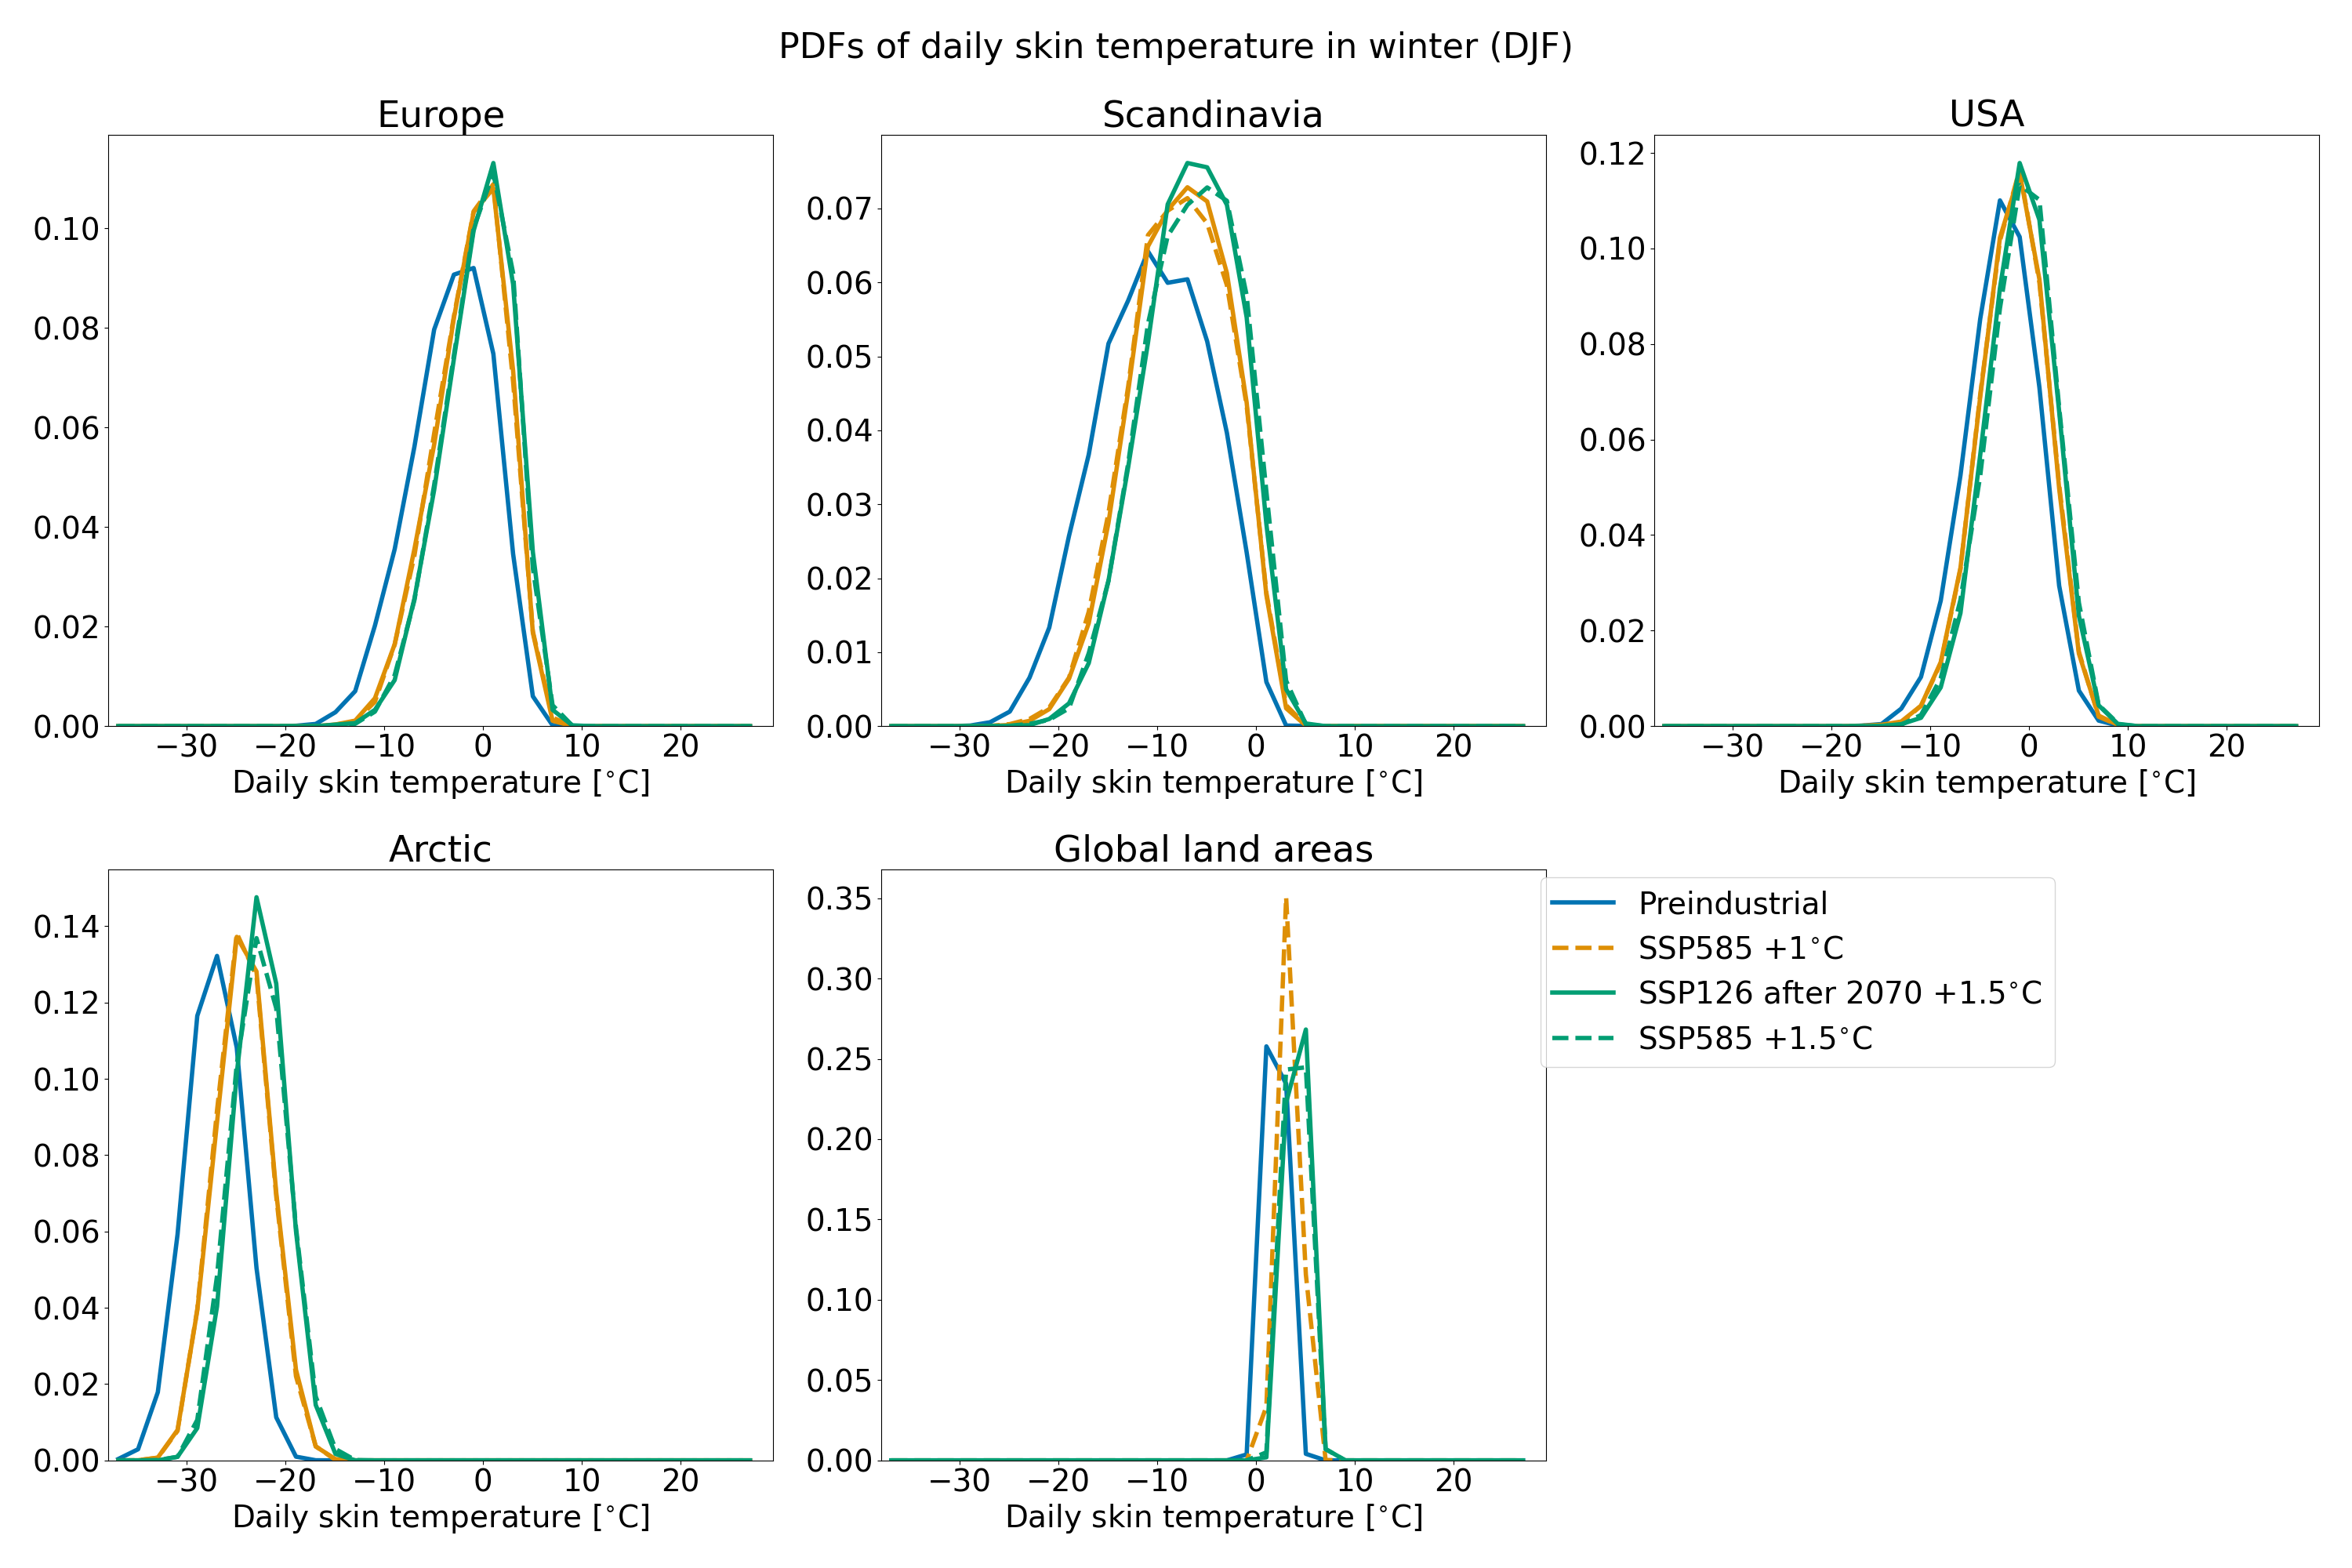 PDFs of daily skin temperature in winter (DJF)
Europe
0.10
0.08
0.06
0.04
0.02
0.00
−30 −20 −10 0 10 20
Daily skin temperature [°C]
Scandinavia
0.07
0.06
0.05
0.04
0.03
0.02
0.01
0.00
−30 −20 −10 0 10 20
Daily skin temperature [°C]
USA
0.12
0.10
0.08
0.06
0.04
0.02
0.00
−30 −20 −10 0 10 20
Daily skin temperature [°C]
Arctic
0.14
0.12
0.10
0.08
0.06
0.04
0.02
0.00
−30 −20 −10 0 10 20
Daily skin temperature [°C]
Global land areas
0.35
0.30
0.25
0.20
0.15
0.10
0.05
0.00
−30 −20 −10 0 10 20
Daily skin temperature [°C]
Preindustrial
SSP585 +1°C
SSP126 after 2070 +1.5°C
SSP585 +1.5°C